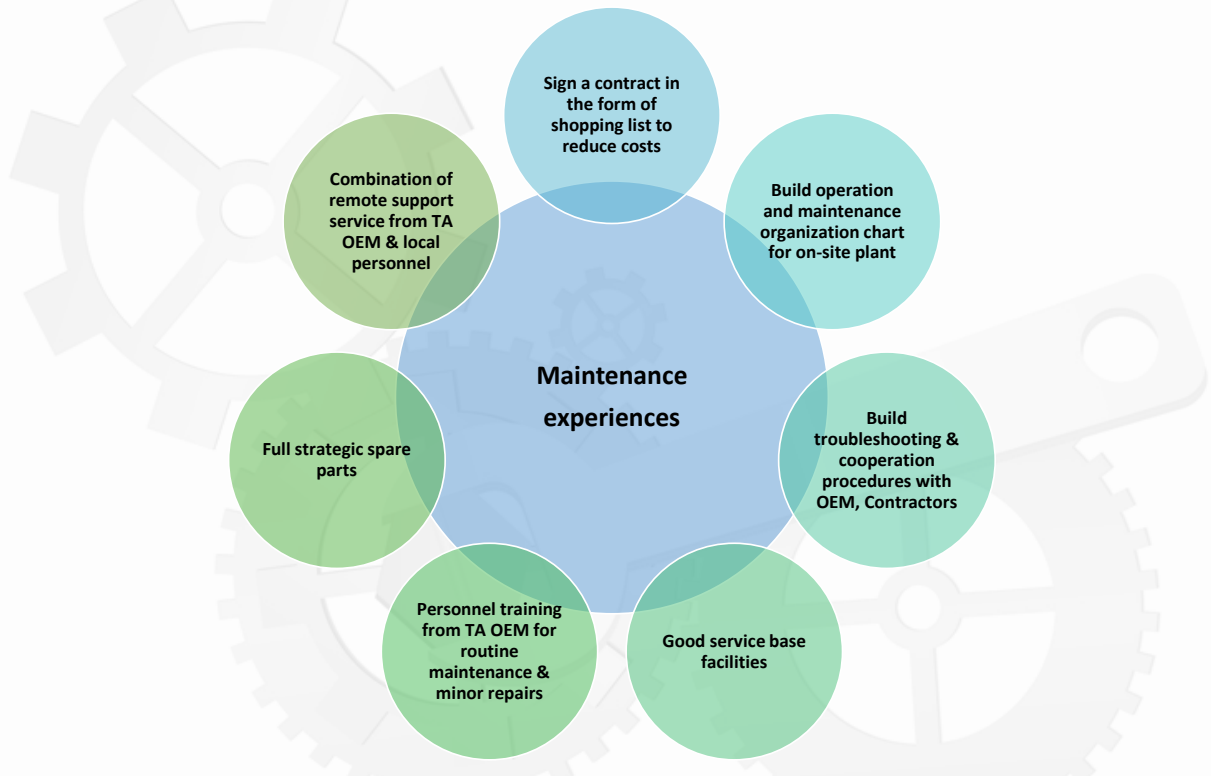 Sign a contract in
the form of
shopping list to
reduce costs
Build operation
and maintenance
organization chart
for on-site plant
Build
troubleshooting &
cooperation
procedures with
OEM, Contractors
Good service base
facilities
Personnel training
from TA OEM for
routine
maintenance &
minor repairs
Full strategic spare
parts
Combination of
remote support
service from TA
OEM & local
personnel
Maintenance
experiences